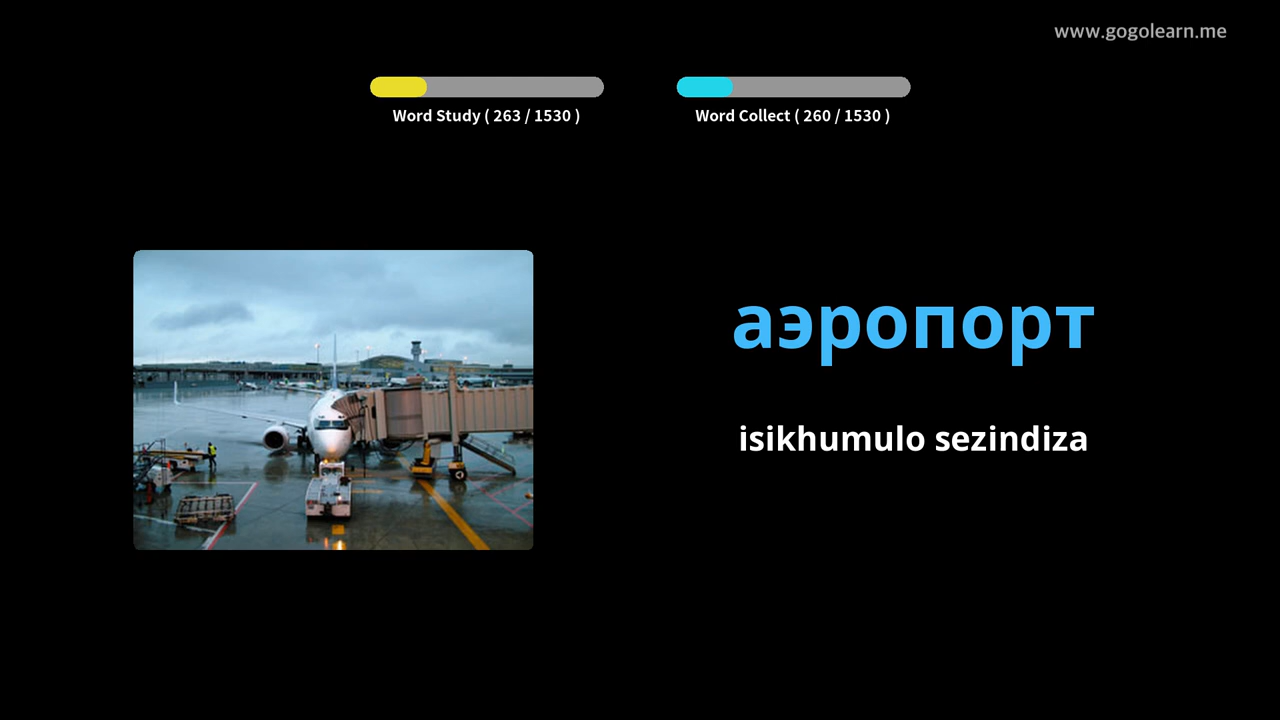 www.gogolearn.me
Word Study ( 263 / 1530 )
Word Collect ( 260 / 1530 )
аэропорт
isikhumulo sezindiza